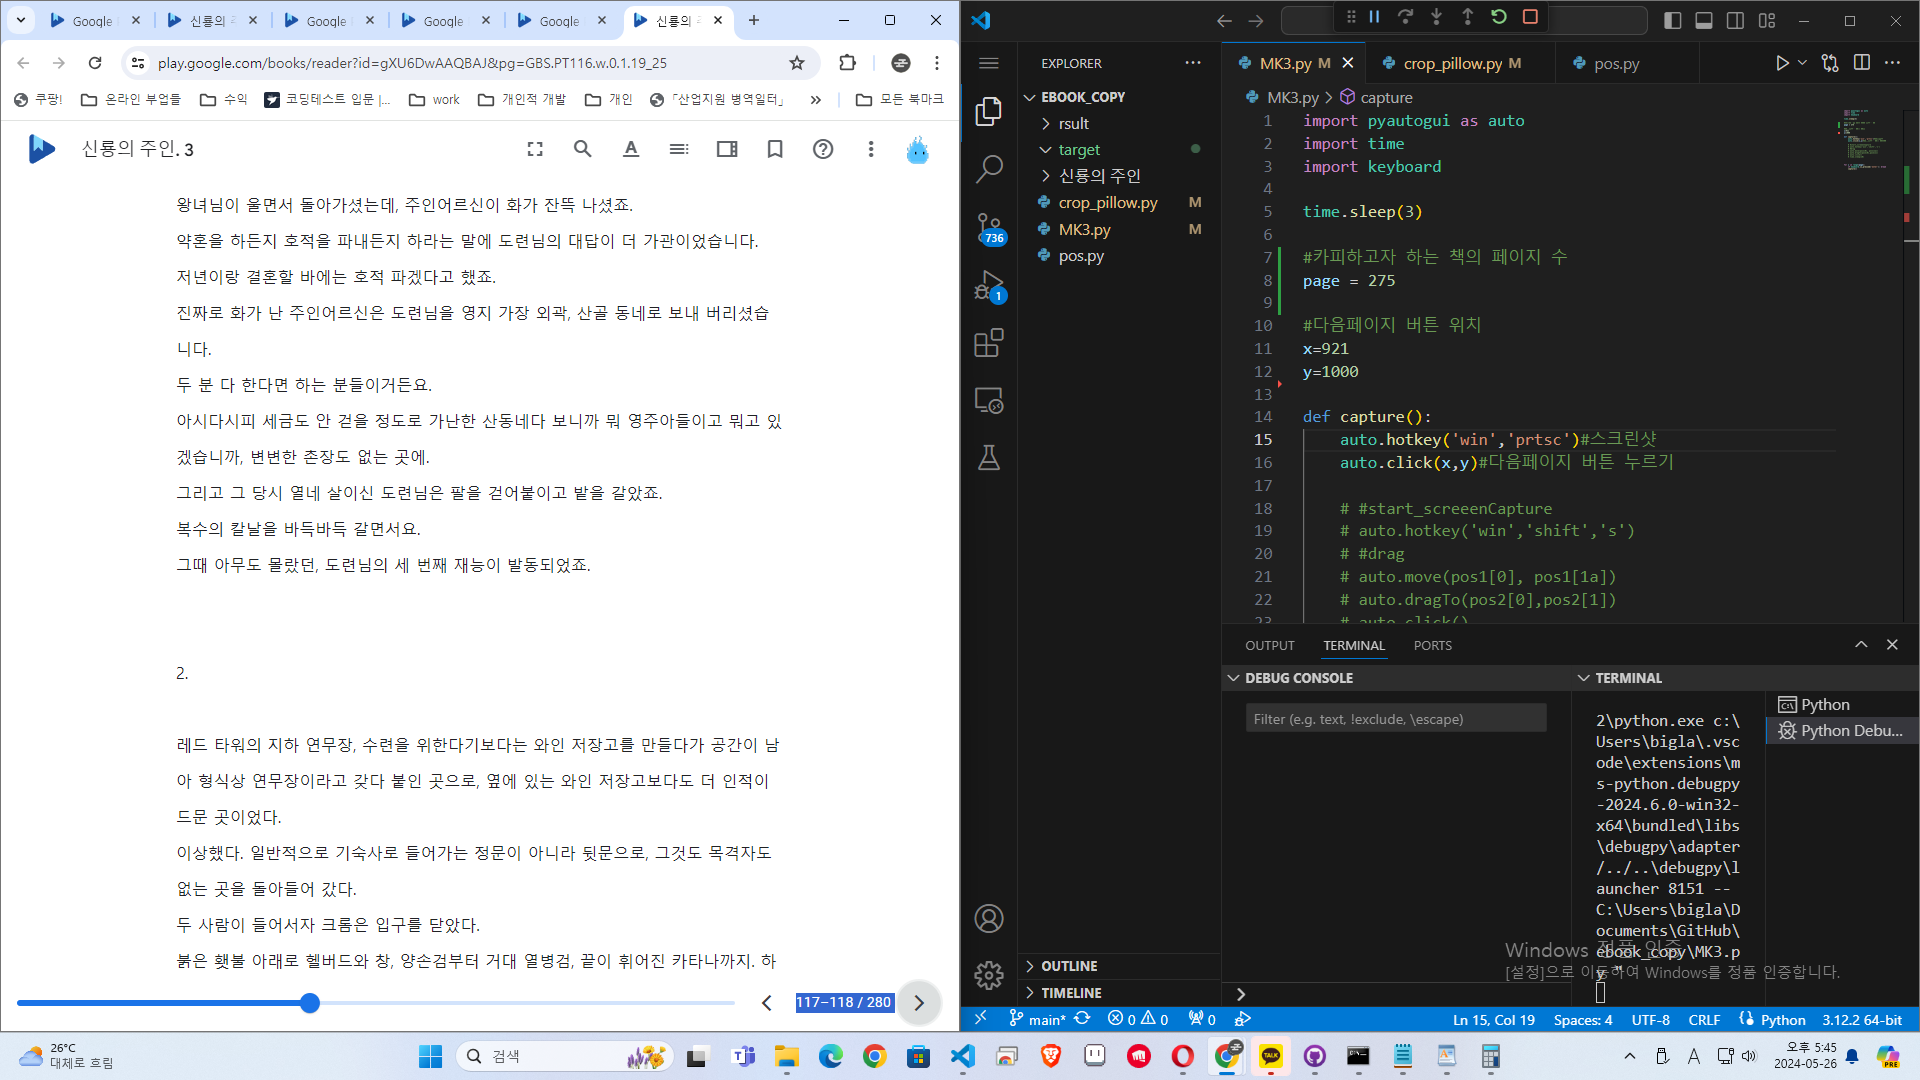 Google
신룡의 주
Google
Google
Google
신룡의 주
play.google.com/books/reader?id=gXU6DwAAQBAJ&pg=GBS.PT116.w.0.1.19_25
쿠팡!
온라인 부업들
수익
코딩테스트 입문 |...
work
개인적 개발
개인
「산업지원 병역일터」
»
모든 북마크
신룡의 주인. 3
왕녀님이 울면서 돌아가셨는데, 주인어르신이 화가 잔뜩 나셨죠.
약혼을 하든지 호적을 파내든지 하라는 말에 도련님의 대답이 더 가관이었습니다.
저년이랑 결혼할 바에는 호적 파겠다고 했죠.
진짜로 화가 난 주인어르신은 도련님을 영지 가장 외곽, 산골 동네로 보내 버리셨습
니다.
두 분 다 한다면 하는 분들이거든요.
아시다시피 세금도 안 걷을 정도로 가난한 산동네다 보니까 뭐 영주아들이고 뭐고 있
겠습니까, 변변한 촌장도 없는 곳에.
그리고 그 당시 열네 살이신 도련님은 팔을 걷어붙이고 밭을 갈았죠.
복수의 칼날을 바득바득 갈면서요.
그때 아무도 몰랐던, 도련님의 세 번째 재능이 발동되었죠.
2.
레드 타워의 지하 연무장, 수련을 위한다기보다는 와인 저장고를 만들다가 공간이 남
아 형식상 연무장이라고 갖다 붙인 곳으로, 옆에 있는 와인 저장고보다도 더 인적이
드문 곳이었다.
이상했다. 일반적으로 기숙사로 들어가는 정문이 아니라 뒷문으로, 그것도 목격자도
없는 곳을 돌아들어 갔다.
두 사람이 들어서자 크롬은 입구를 닫았다.
붉은 횃불 아래로 헬버드와 창, 양손검부터 거대 열병검, 끝이 휘어진 카타나까지. 하
117–118 / 280
EXPLORER
EBOOK_COPY
rsult
target
신룡의 주인
crop_pillow.py M
MK3.py M
pos.py
736
1
OUTLINE
TIMELINE
MK3.py M
crop_pillow.py M
pos.py
MK3.py > capture
1 import pyautogui as auto
2 import time
3 import keyboard
4
5 time.sleep(3)
6
7 #카피하고자 하는 책의 페이지 수
8 page = 275
9
10 #다음페이지 버튼 위치
11 x=921
12 y=1000
13
14 def capture():
15 auto.hotkey('win','prtsc')#스크린샷
16 auto.click(x,y)#다음페이지 버튼 누르기
17
18 # #start_screeenCapture
19 # auto.hotkey('win','shift','s')
20 # #drag
21 # auto.move(pos1[0], pos1[1a])
22 # auto.dragTo(pos2[0],pos2[1])
23 # auto.click()
OUTPUT TERMINAL PORTS
DEBUG CONSOLE
Filter (e.g. text, !exclude, \escape)
TERMINAL
2\python.exe c:\
Users\bigla\.vsc
ode\extensions\m
s-python.debugpy
-2024.6.0-win32-
x64\bundled\libs
\debugpy\adapter
/../..\debugpy\l
auncher 8151 --
C:\Users\bigla\D
ocuments\GitHub\
ebook_copy\MK3.p
y "
Python
Python Debu...
Windows 정품 인증
[설정]으로 이동하여 Windows를 정품 인증합니다.
main* 0 0 0
Ln 15, Col 19 Spaces: 4 UTF-8 CRLF Python 3.12.2 64-bit
26°C
대체로 흐림
검색
TALK
A
오후 5:45
2024-05-26
PRE